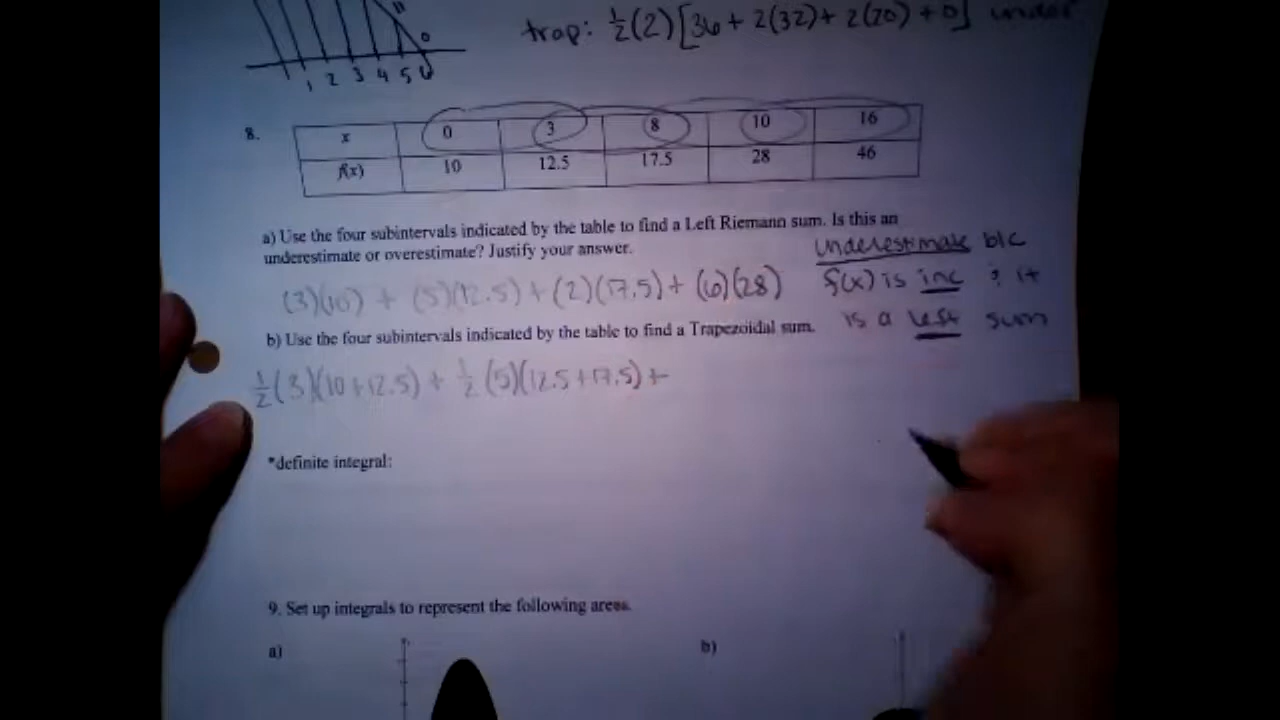 trap: ½(2)[36 + 2(32) + 2(20) + 0] under
0
1 2 3 4 5 6
8.
x 0 3 8 10 16
f(x) 10 12.5 17.5 28 46
a) Use the four subintervals indicated by the table to find a Left Riemann sum. Is this an
underestimate or overestimate? Justify your answer.
underestimate b/c
f(x) is inc & it
is a left sum
(3)(10) + (5)(12.5) + (2)(17.5) + (6)(28)
b) Use the four subintervals indicated by the table to find a Trapezoidal sum.
½(3)(10+12.5) + ½(5)(12.5+17.5) +
*definite integral:
9. Set up integrals to represent the following areas.
a) b)